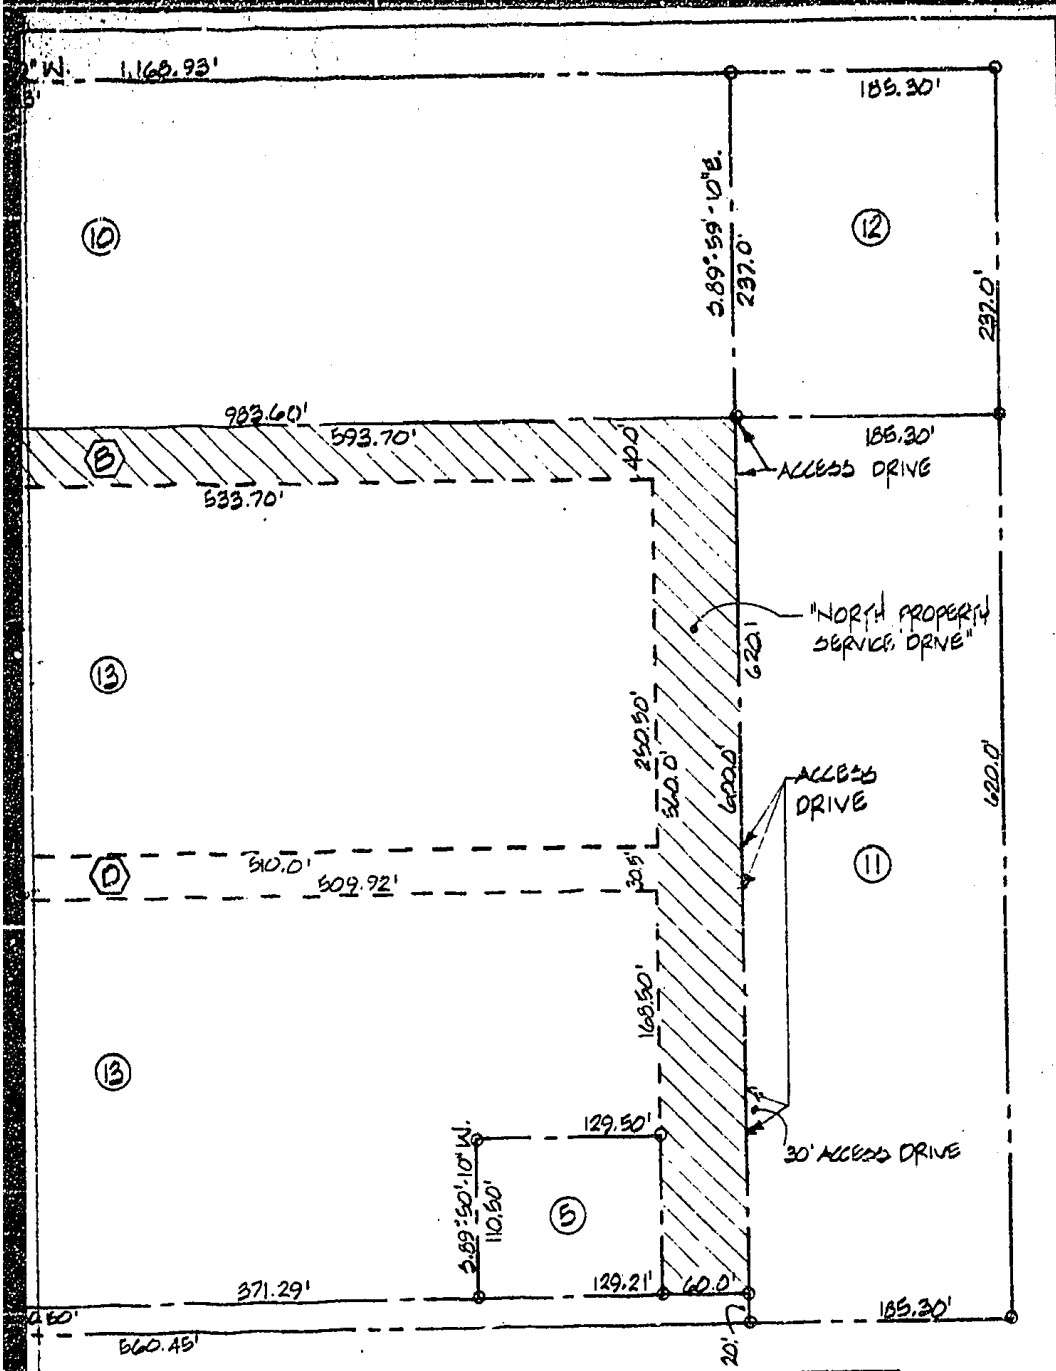 " W. 1,168.93'
3'
185.30'
S.89°-59'-10"E.
237.0'
10
12
237.0'
983.60'
593.70'
40.0'
185.30'
B
ACCESS DRIVE
533.70'
"NORTH PROPERTY
SERVICE DRIVE"
620.1
13
250.50'
560.0'
600.0'
ACCESS
DRIVE
620.0'
510.0'
D
509.92'
30.5'
11
168.50'
13
129.50'
30' ACCESS DRIVE
S.89°-50'-10" W.
110.50'
5
371.29'
129.21'
60.0'
185.30'
560.45'
20'